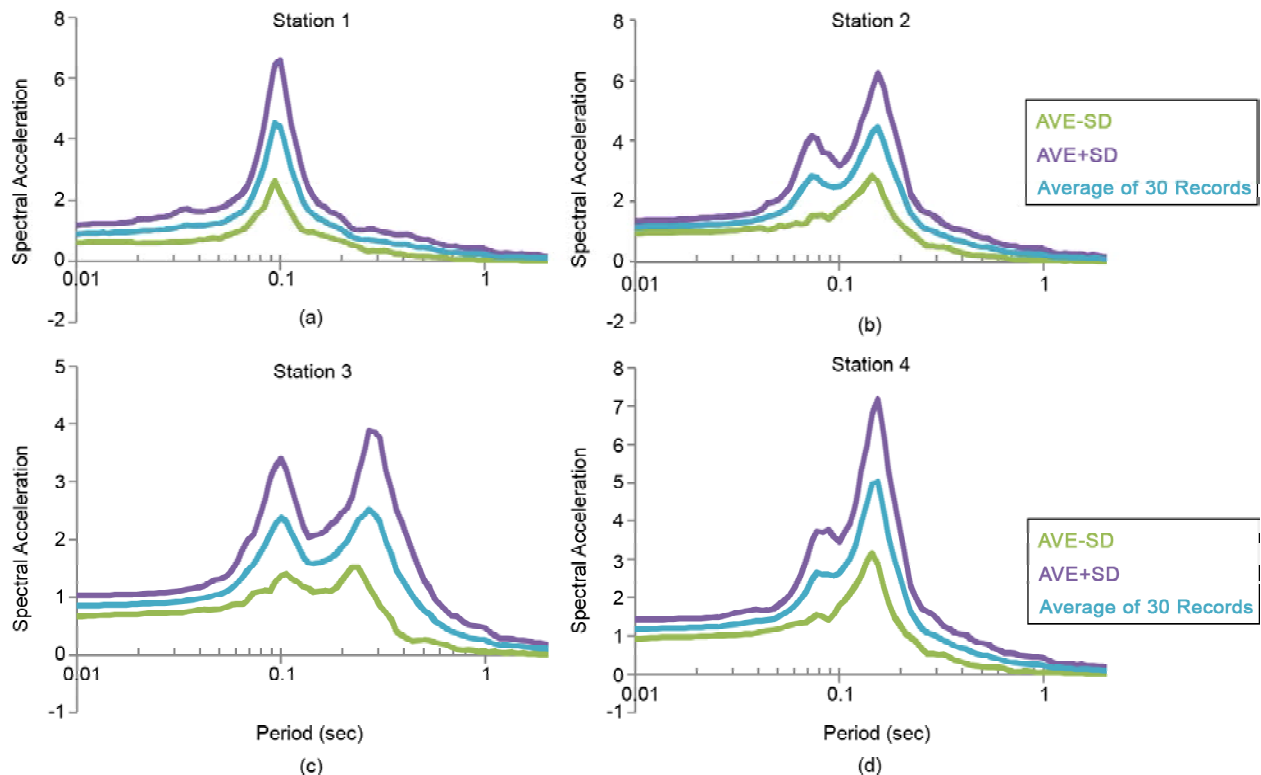 Station 1
Spectral Acceleration
8
6
4
2
0
-2
0.01
0.1
1
(a)
Station 2
Spectral Acceleration
8
6
4
2
0
-2
0.01
0.1
1
(b)
AVE-SD
AVE+SD
Average of 30 Records
Station 3
Spectral Acceleration
5
4
3
2
1
0
-1
0.01
0.1
1
Period (sec)
(c)
Station 4
Spectral Acceleration
8
7
6
5
4
3
2
1
0
-1
0.01
0.1
1
Period (sec)
(d)
AVE-SD
AVE+SD
Average of 30 Records